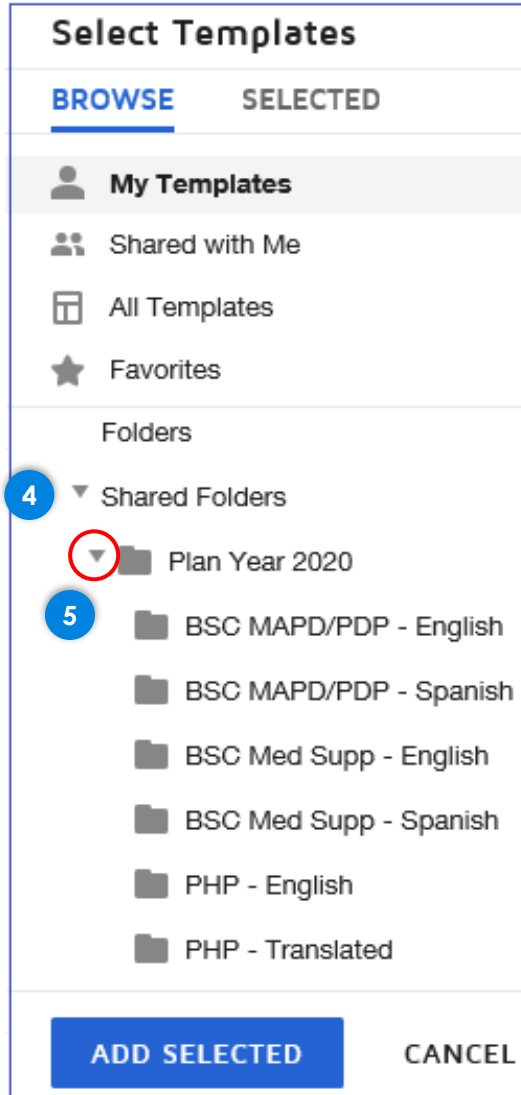 Select Templates
BROWSE SELECTED
My Templates
Shared with Me
All Templates
Favorites
Folders
4 Shared Folders
Plan Year 2020
5 BSC MAPD/PDP - English
BSC MAPD/PDP - Spanish
BSC Med Supp - English
BSC Med Supp - Spanish
PHP - English
PHP - Translated
ADD SELECTED CANCEL